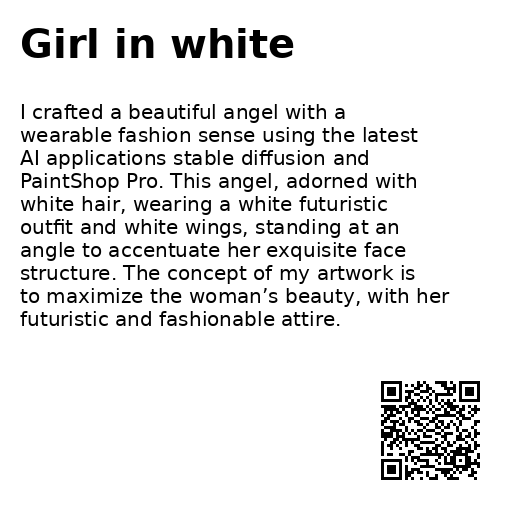 Girl in white
I crafted a beautiful angel with a
wearable fashion sense using the latest
AI applications stable diffusion and
PaintShop Pro. This angel, adorned with
white hair, wearing a white futuristic
outfit and white wings, standing at an
angle to accentuate her exquisite face
structure. The concept of my artwork is
to maximize the woman’s beauty, with her
futuristic and fashionable attire.